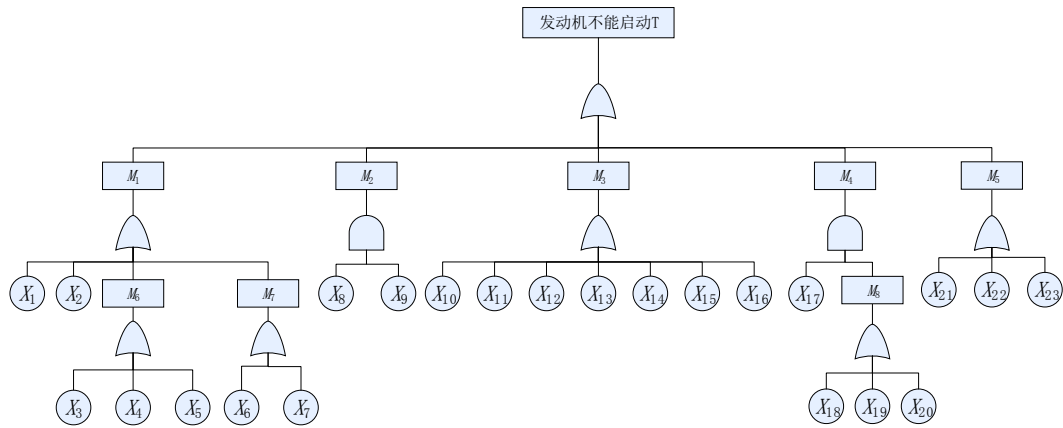 发动机不能启动T
M1 M2 M3 M4 M5
X1 X2 M6 M7 X8 X9 X10 X11 X12 X13 X14 X15 X16 X17 M8 X21 X22 X23
X3 X4 X5 X6 X7 X18 X19 X20